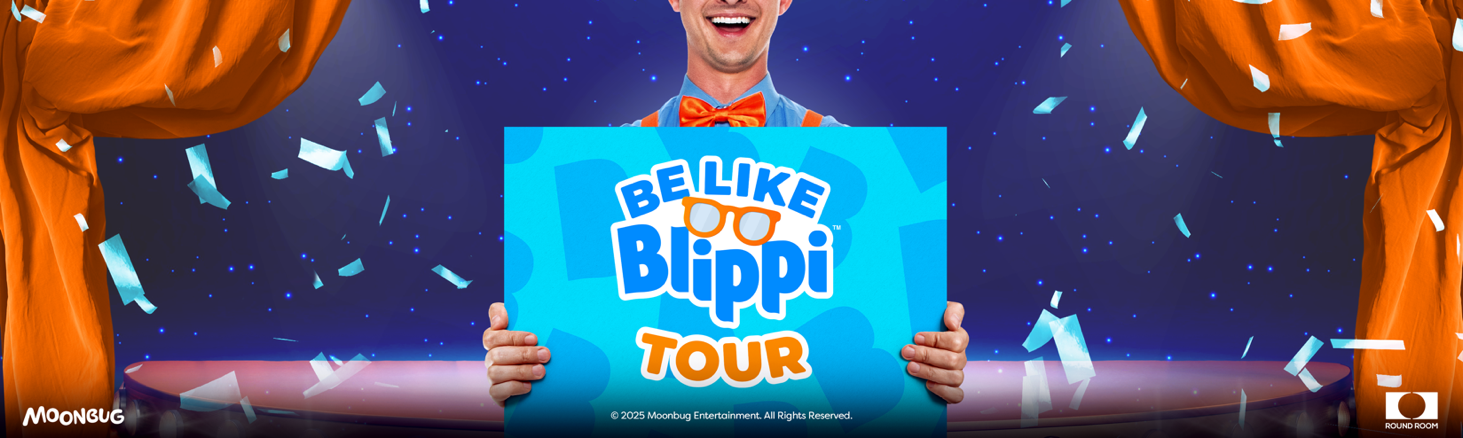 BE LIKE
Blippi™
TOUR
© 2025 Moonbug Entertainment. All Rights Reserved.
MOONBUG
ROUND ROOM